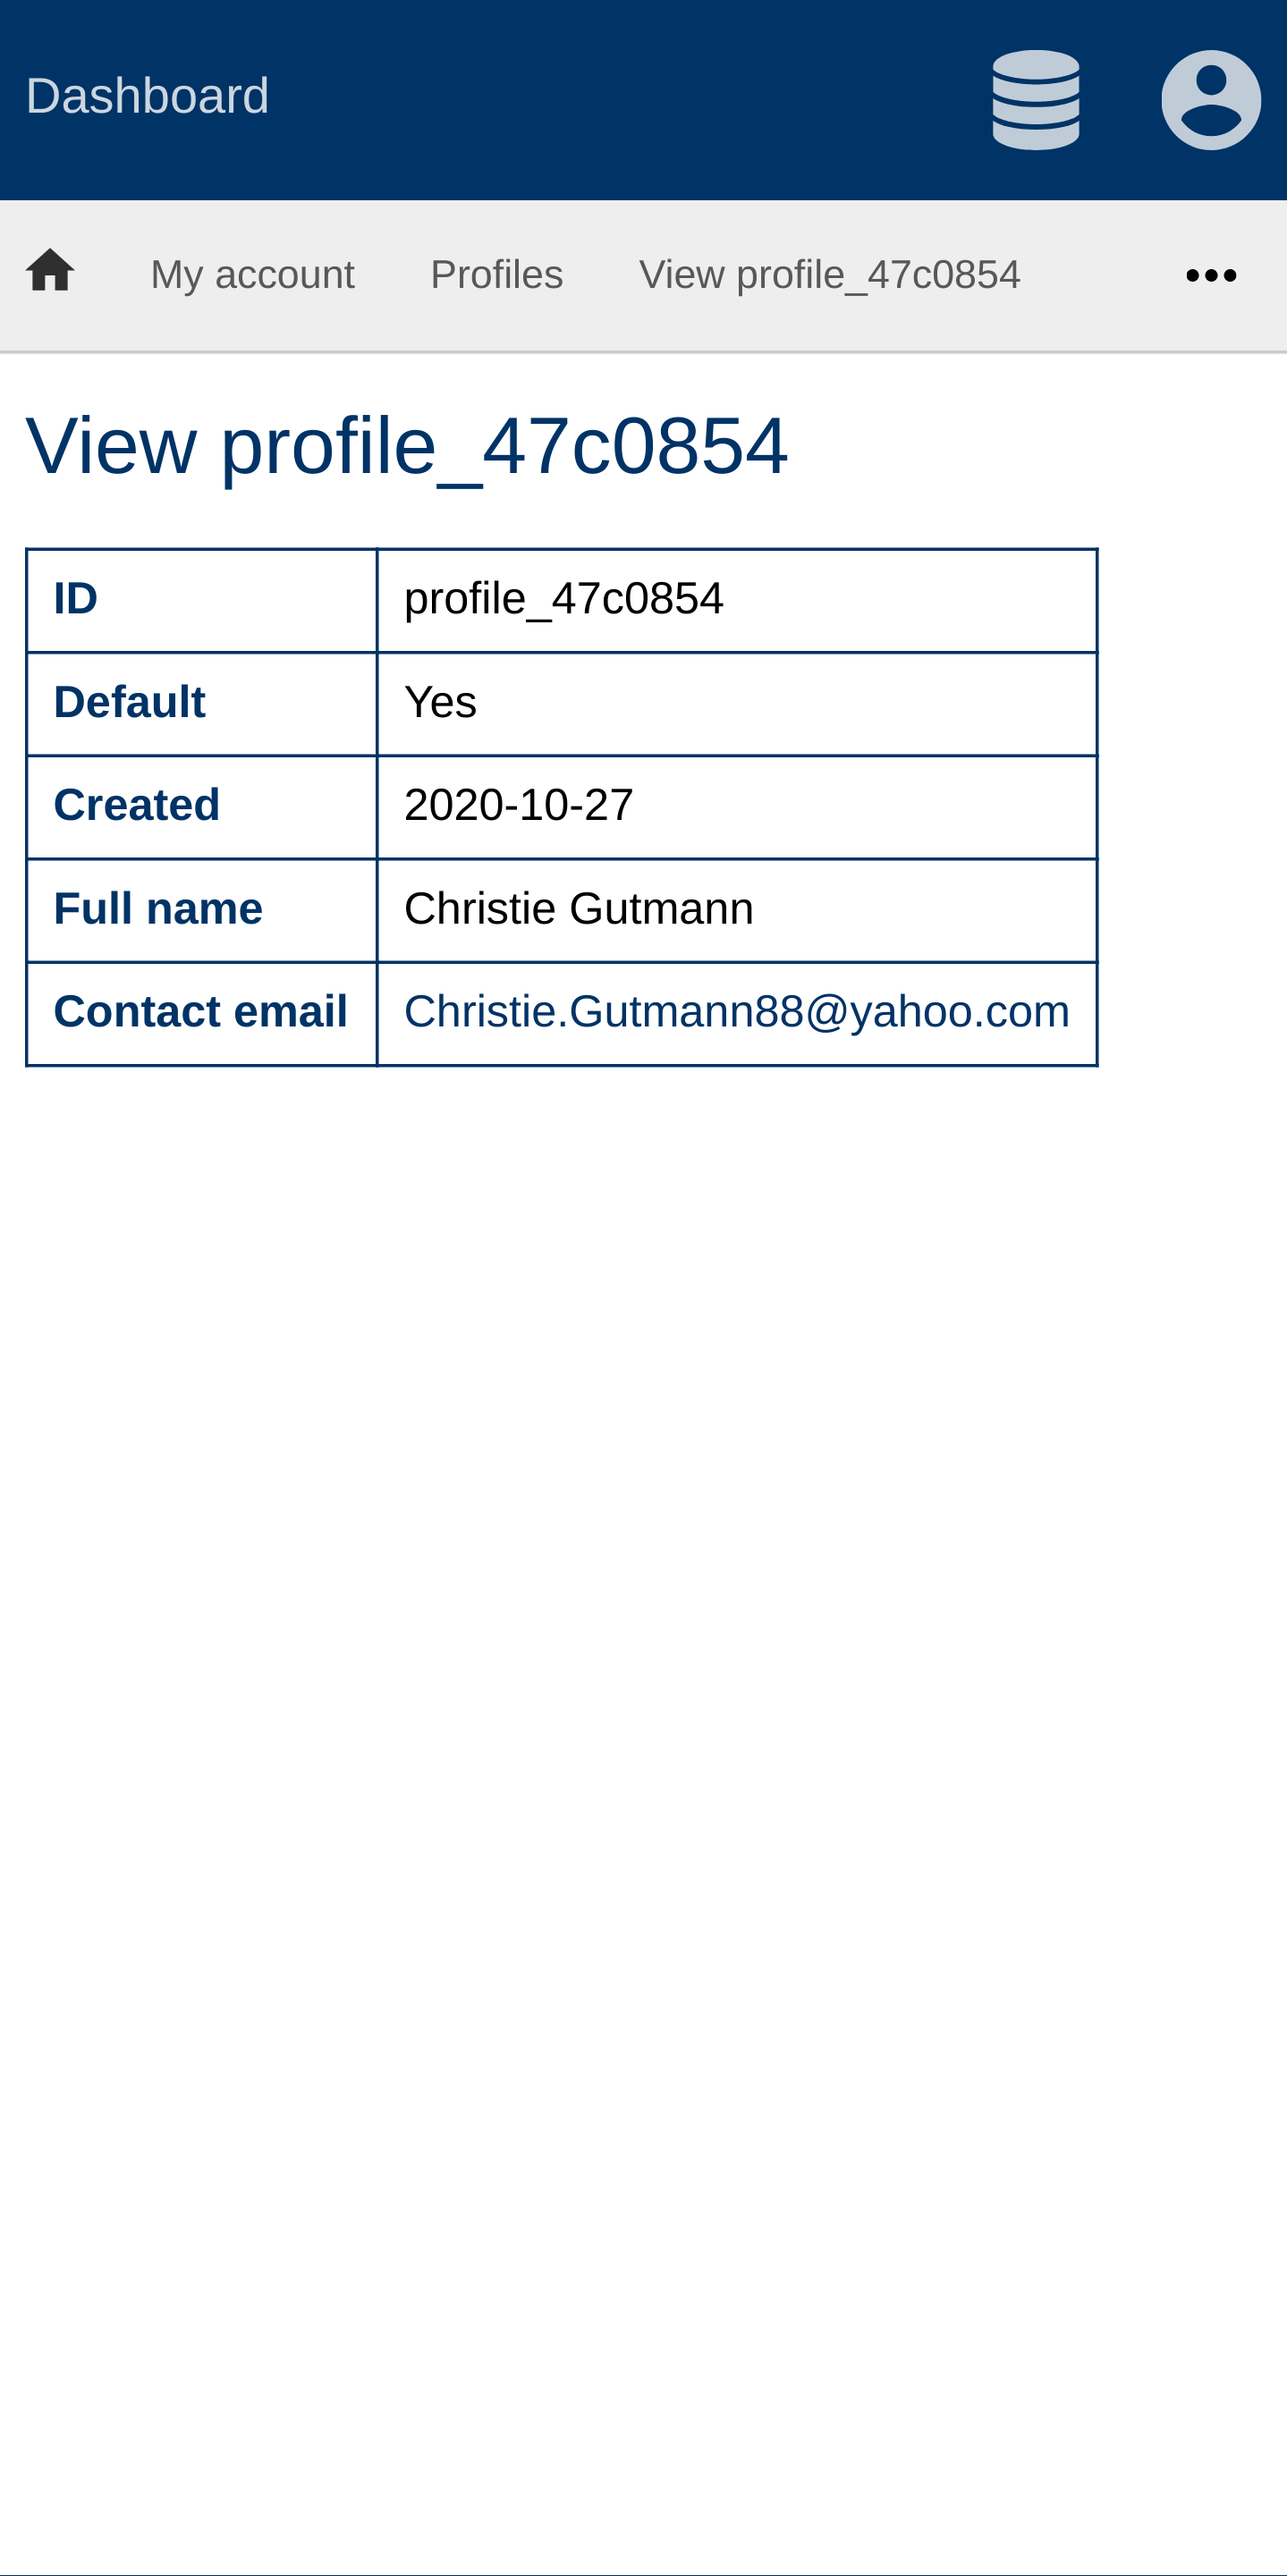 Dashboard
My account Profiles View profile_47c0854
View profile_47c0854
ID profile_47c0854
Default Yes
Created 2020-10-27
Full name Christie Gutmann
Contact email Christie.Gutmann88@yahoo.com